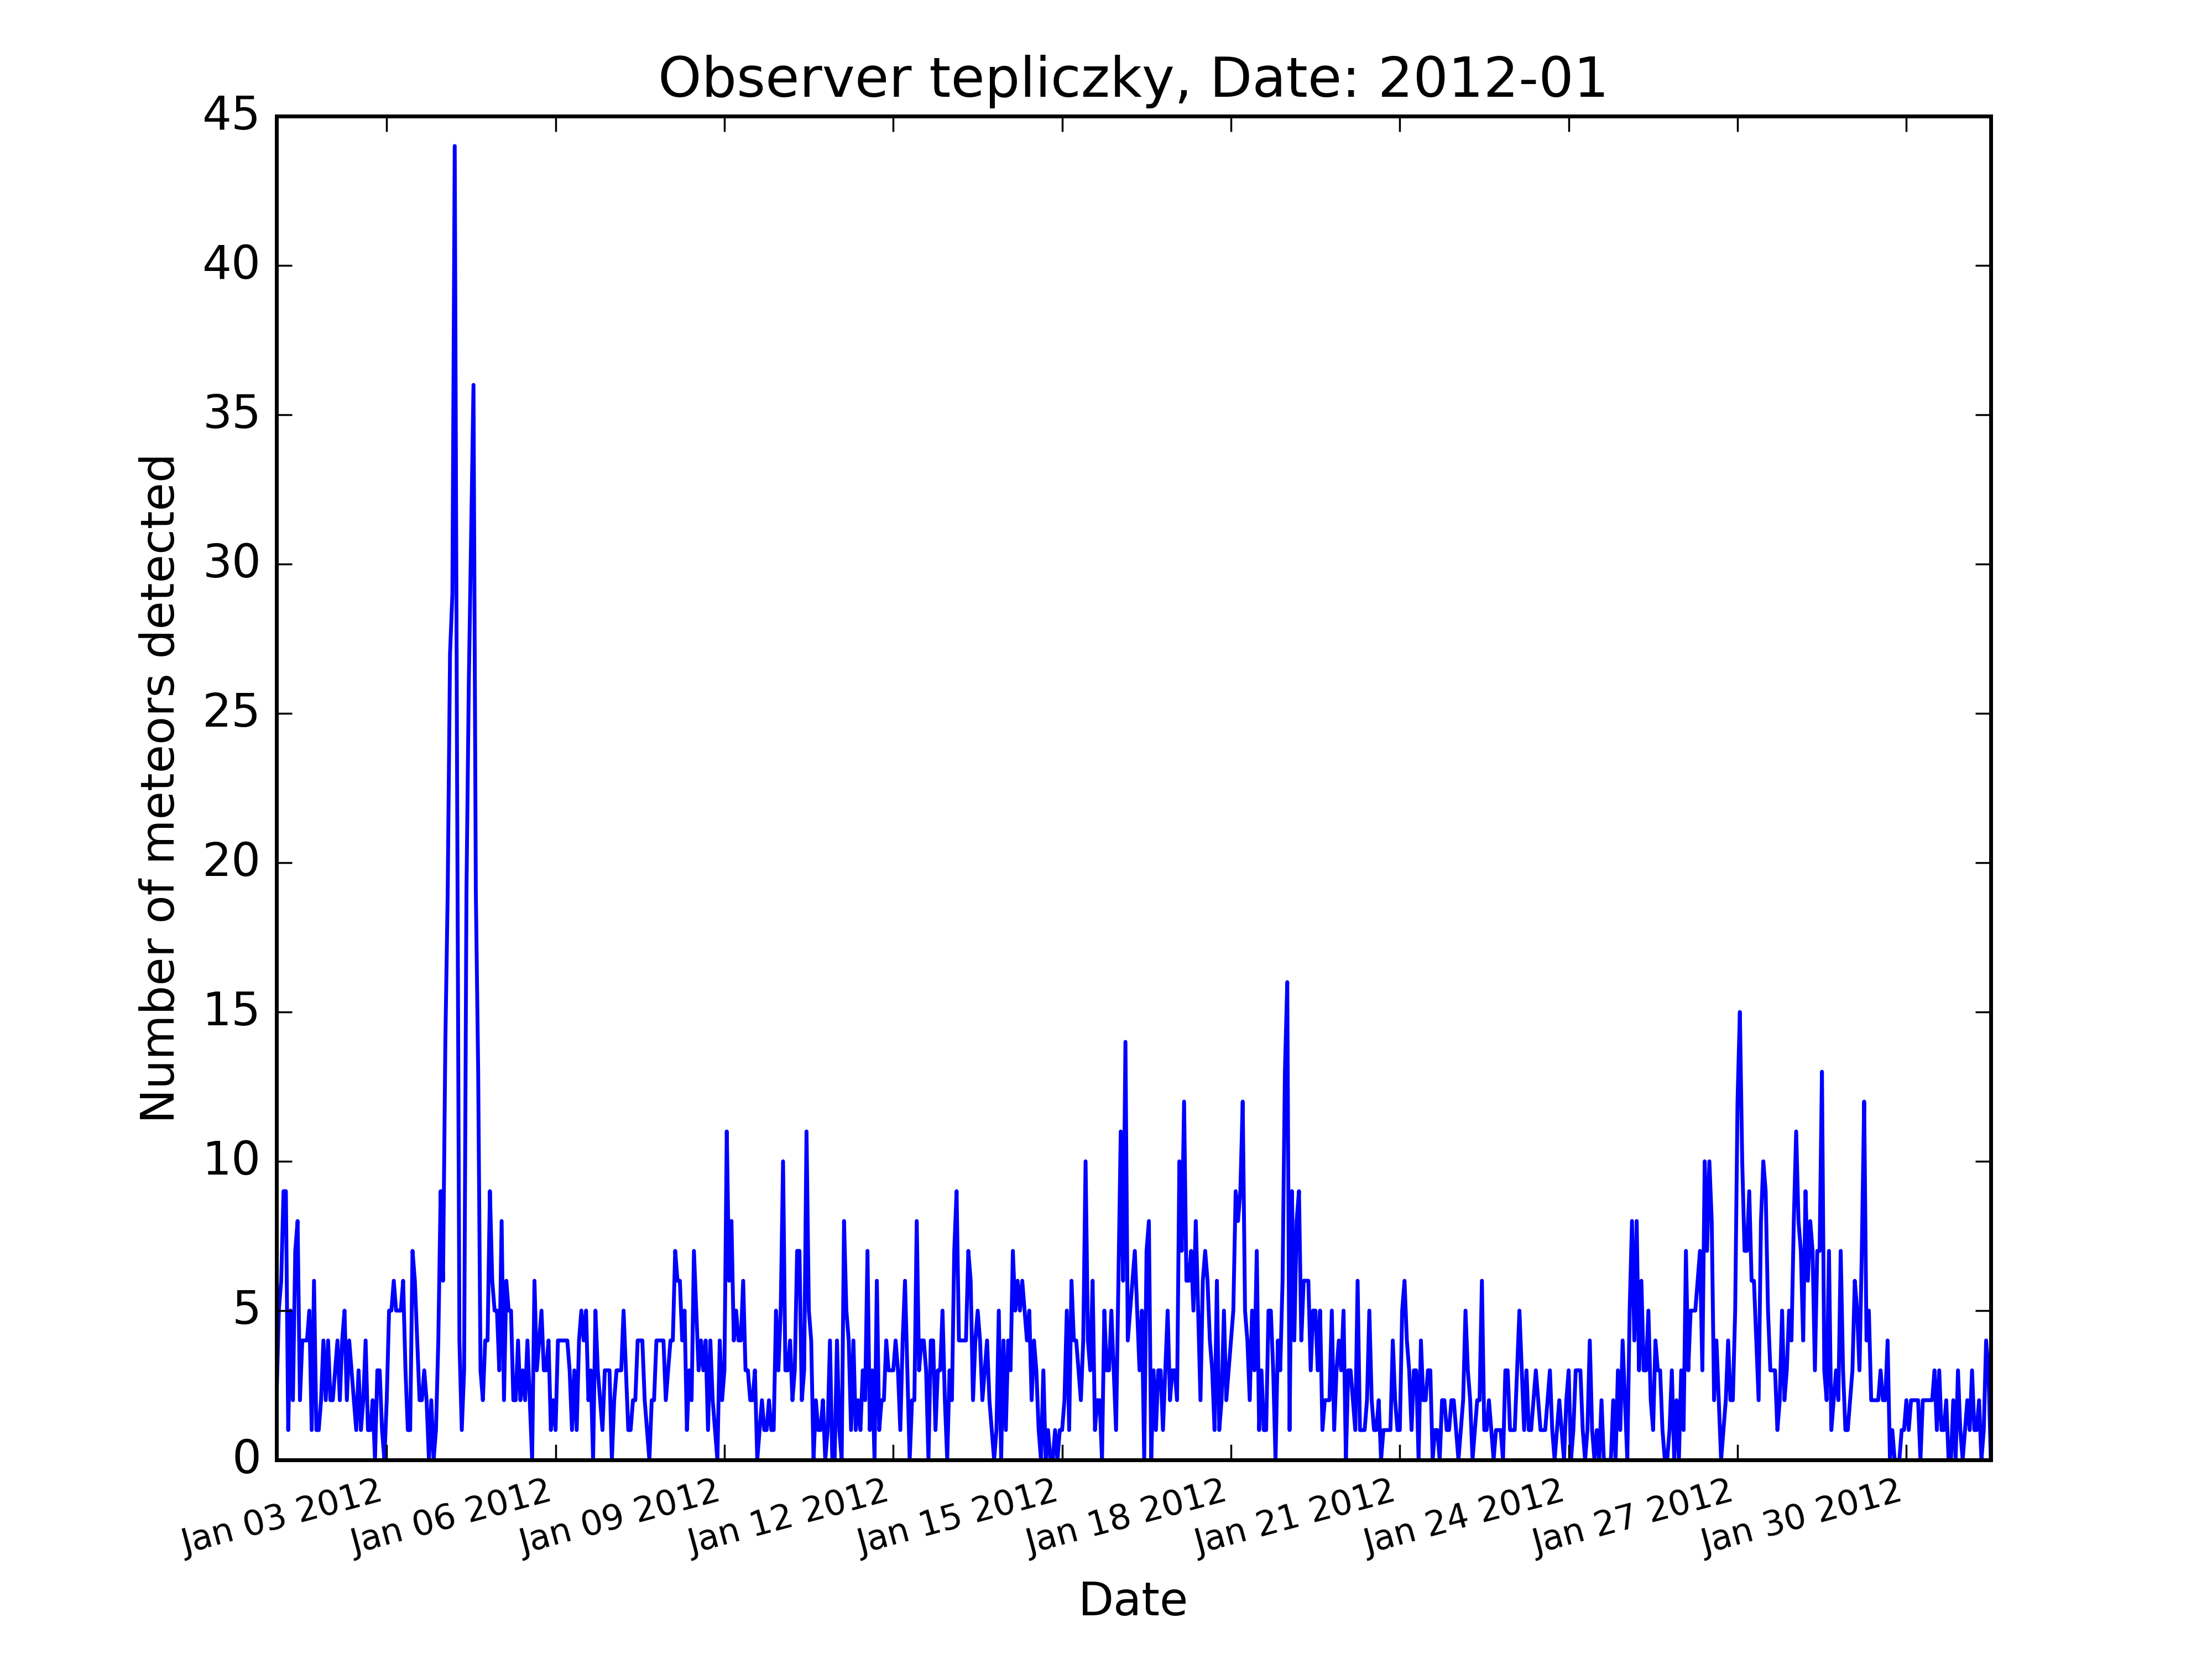 Observer tepliczky, Date: 2012-01
45
40
35
30
25
20
15
10
5
0
Number of meteors detected
Jan 03 2012
Jan 06 2012
Jan 09 2012
Jan 12 2012
Jan 15 2012
Jan 18 2012
Jan 21 2012
Jan 24 2012
Jan 27 2012
Jan 30 2012
Date